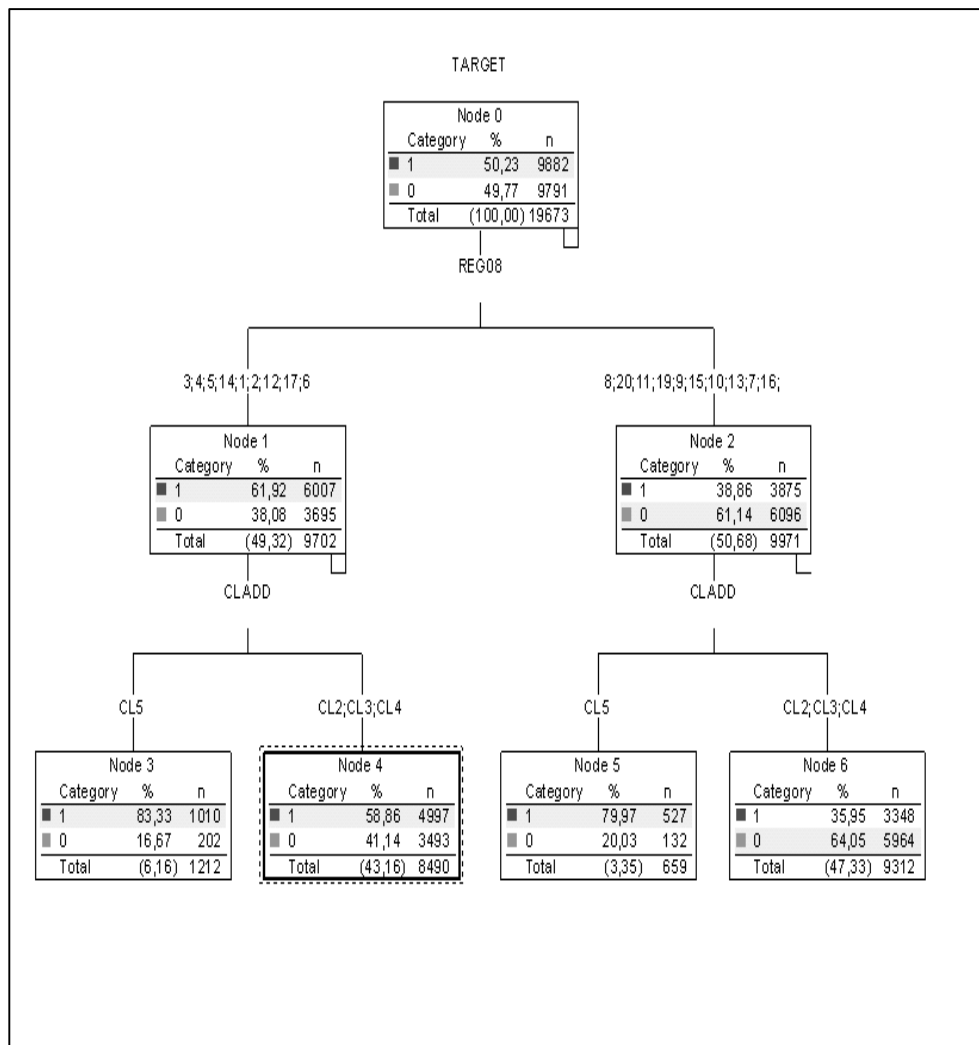 TARGET
Node 0
Category % n
1 50,23 9882
0 49,77 9791
Total (100,00) 19673
REG08
3;4;5;14;1;2;12;17;6
8;20;11;19;9;15;10;13;7;16;
Node 1
Category % n
1 61,92 6007
0 38,08 3695
Total (49,32) 9702
Node 2
Category % n
1 38,86 3875
0 61,14 6096
Total (50,68) 9971
CLADD
CLADD
CL5
CL2;CL3;CL4
CL5
CL2;CL3;CL4
Node 3
Category % n
1 83,33 1010
0 16,67 202
Total (6,16) 1212
Node 4
Category % n
1 58,86 4997
0 41,14 3493
Total (43,16) 8490
Node 5
Category % n
1 79,97 527
0 20,03 132
Total (3,35) 659
Node 6
Category % n
1 35,95 3348
0 64,05 5964
Total (47,33) 9312